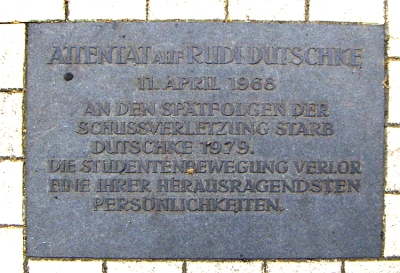 ATTENTAT AUF RUDI DUTSCHKE
11. APRIL 1968
AN DEN SPÄTFOLGEN DER
SCHUSSVERLETZUNG STARB
DUTSCHKE 1979.
DIE STUDENTENBEWEGUNG VERLOR
EINE IHRER HERAUSRAGENDSTEN
PERSÖNLICHKEITEN.